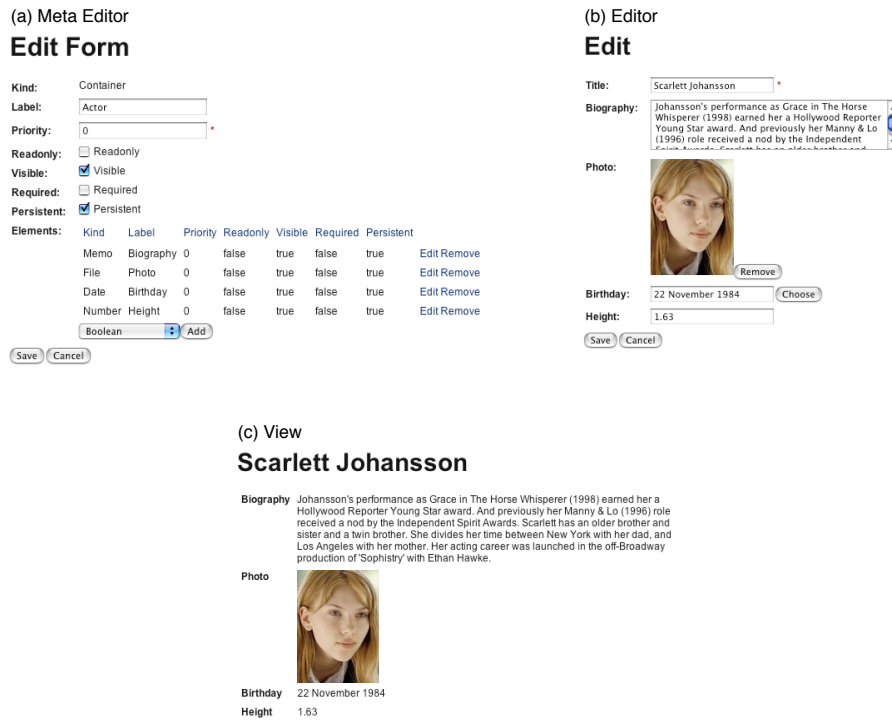 (a) Meta Editor
Edit Form
Kind: Container
Label: Actor
Priority: 0 *
Readonly: Readonly
Visible: Visible
Required: Required
Persistent: Persistent
Elements: Kind Label Priority Readonly Visible Required Persistent
Memo Biography 0 false true false true Edit Remove
File Photo 0 false true false true Edit Remove
Date Birthday 0 false true false true Edit Remove
Number Height 0 false true false true Edit Remove
Boolean Add
Save Cancel
(b) Editor
Edit
Title: Scarlett Johansson *
Biography: Johansson's performance as Grace in The Horse
Whisperer (1998) earned her a Hollywood Reporter
Young Star award. And previously her Manny & Lo
(1996) role received a nod by the Independent
Spirit Awards. Scarlett has an older brother and
Photo:
Remove
Birthday: 22 November 1984 Choose
Height: 1.63
Save Cancel
(c) View
Scarlett Johansson
Biography Johansson's performance as Grace in The Horse Whisperer (1998) earned her a
Hollywood Reporter Young Star award. And previously her Manny & Lo (1996) role
received a nod by the Independent Spirit Awards. Scarlett has an older brother and
sister and a twin brother. She divides her time between New York with her dad, and
Los Angeles with her mother. Her acting career was launched in the off-Broadway
production of 'Sophistry' with Ethan Hawke.
Photo
Birthday 22 November 1984
Height 1.63